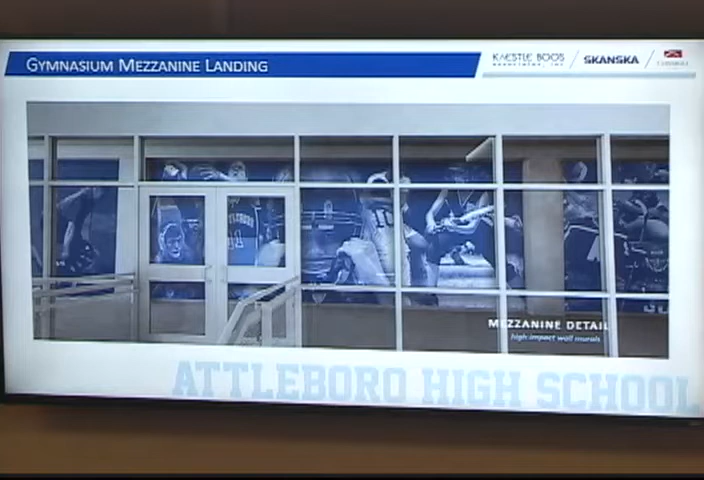 GYMNASIUM MEZZANINE LANDING
KAESTLE BOOS
SKANSKA
MEZZANINE DETAIL
high impact wall murals
ATTLEBORO HIGH SCHOOL